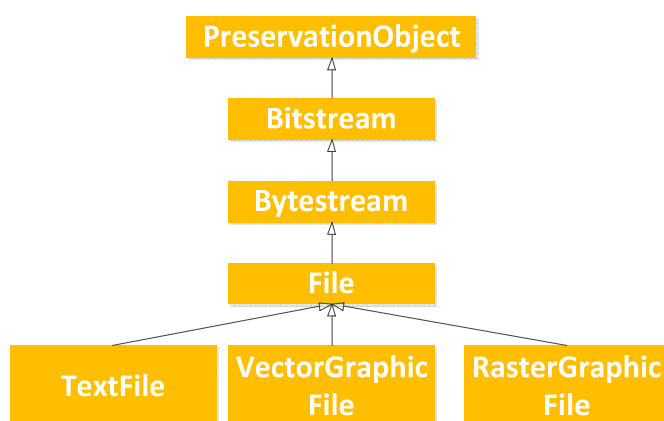 PreservationObject
Bitstream
Bytestream
File
TextFile
VectorGraphic
File
RasterGraphic
File